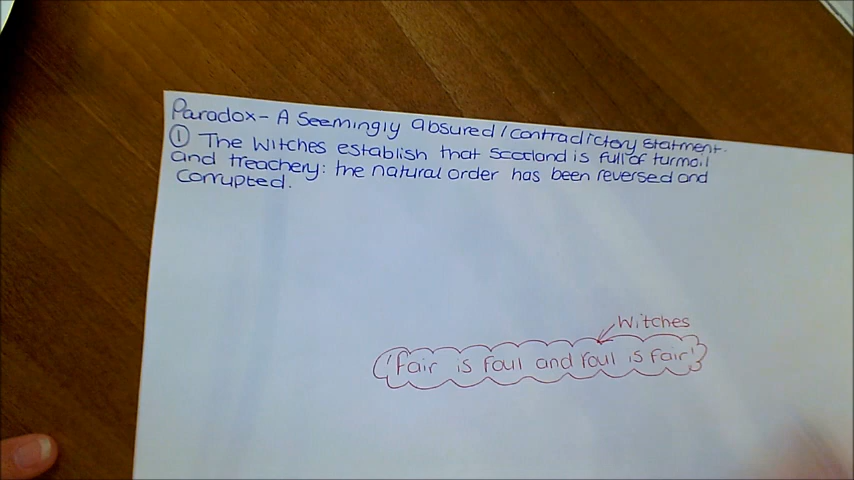 Paradox - A Seemingly absured / contradictory statment.
① The Witches establish that Scotland is full of turmoil
and treachery: the natural order has been reversed and
corrupted.
Witches
'Fair is Foul and Foul is Fair'